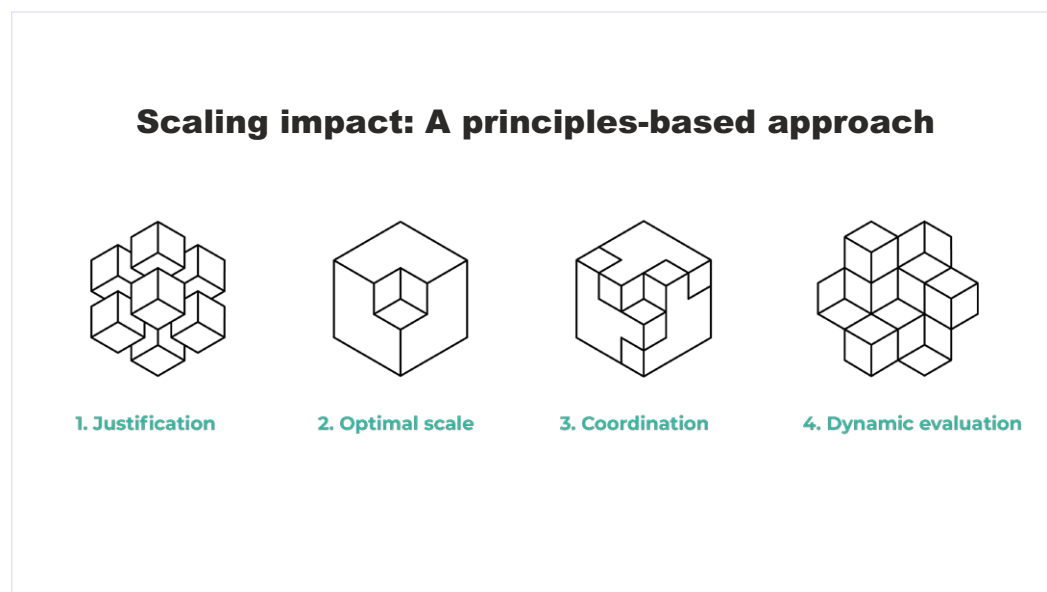 Scaling impact: A principles-based approach
1. Justification
2. Optimal scale
3. Coordination
4. Dynamic evaluation